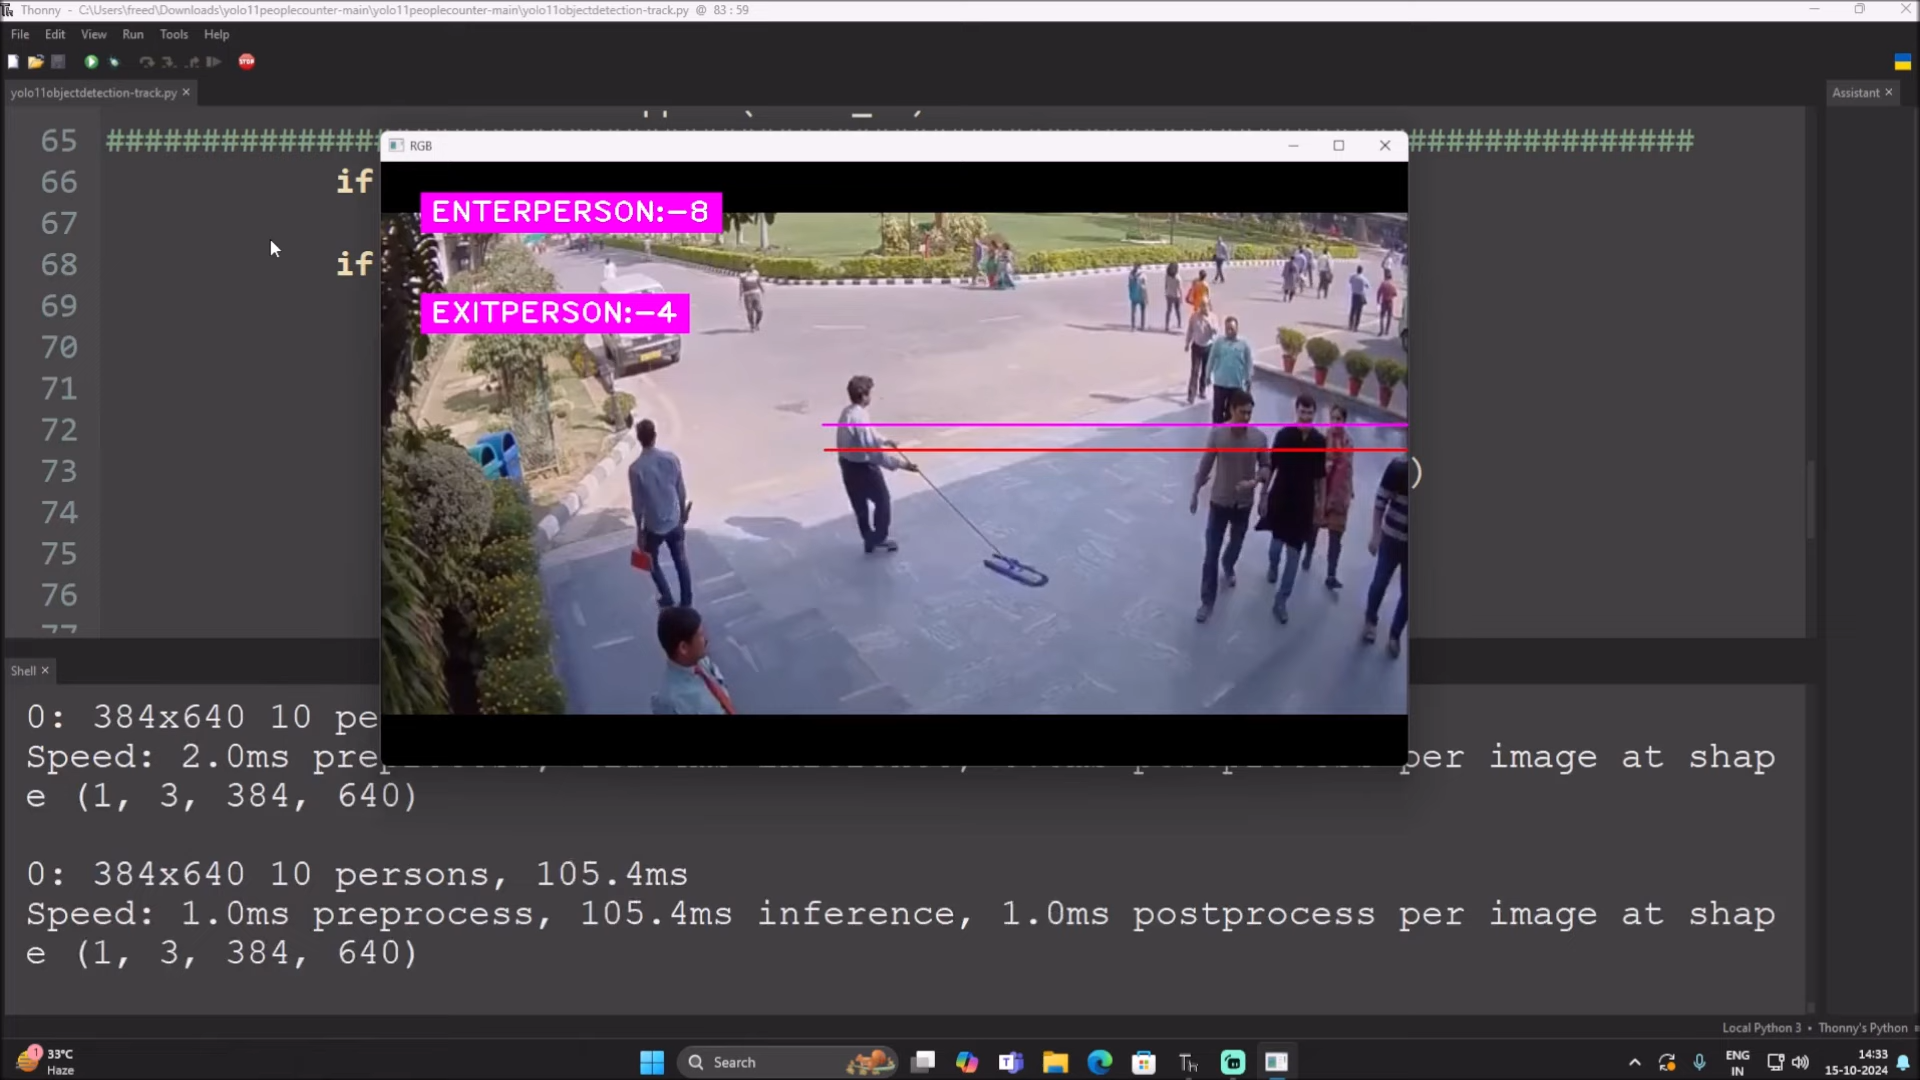 Thonny - C:\Users\freed\Downloads\yolo11peoplecounter-main\yolo11peoplecounter-main\yolo11objectdetection-track.py @ 83 : 59
File Edit View Run Tools Help
STOP
yolo11objectdetection-track.py ×
Assistant ×
65
RGB
66 if
ENTERPERSON:-8
67
68 if
69
EXITPERSON:-4
70
71
72
73 )
74
75
76
77
Shell ×
0: 384x640 10 pe
Speed: 2.0ms prep per image at shap
e (1, 3, 384, 640)
0: 384x640 10 persons, 105.4ms
Speed: 1.0ms preprocess, 105.4ms inference, 1.0ms postprocess per image at shap
e (1, 3, 384, 640)
Local Python 3 • Thonny's Python
1
33°C
Haze
Search
ENG
IN
14:33
15-10-2024